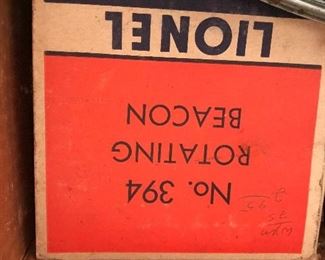 No. 394
ROTATING
BEACON
LIONEL